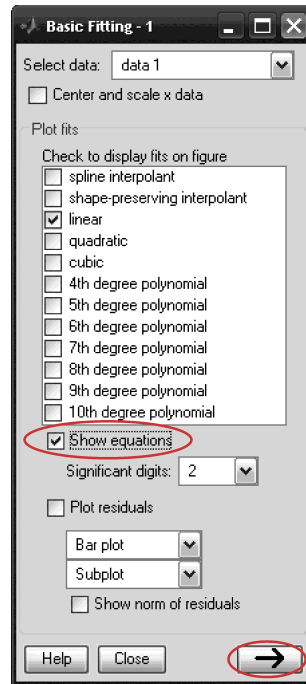 Basic Fitting - 1
Select data: data 1
Center and scale x data
Plot fits
Check to display fits on figure
spline interpolant
shape-preserving interpolant
linear
quadratic
cubic
4th degree polynomial
5th degree polynomial
6th degree polynomial
7th degree polynomial
8th degree polynomial
9th degree polynomial
10th degree polynomial
Show equations
Significant digits: 2
Plot residuals
Bar plot
Subplot
Show norm of residuals
Help Close